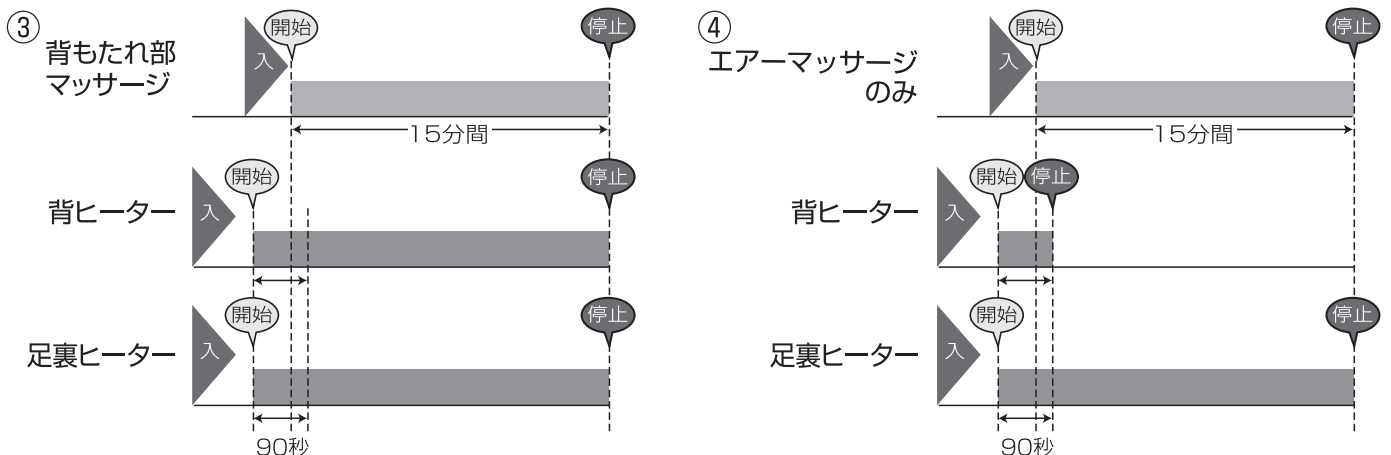 ③
背もたれ部
マッサージ
入
開始
停止
15分間
背ヒーター
入
開始
停止
足裏ヒーター
入
開始
停止
90秒
④
エアーマッサージ
のみ
入
開始
停止
15分間
背ヒーター
入
開始
停止
足裏ヒーター
入
開始
停止
90秒